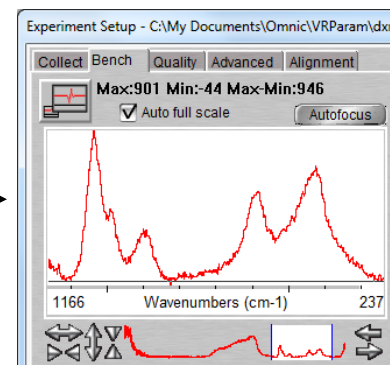 Experiment Setup - C:\My Documents\Omnic\VRParam\dx
Collect Bench Quality Advanced Alignment
Max:901 Min:-44 Max-Min:946
Auto full scale Autofocus
1166 Wavenumbers (cm-1) 237